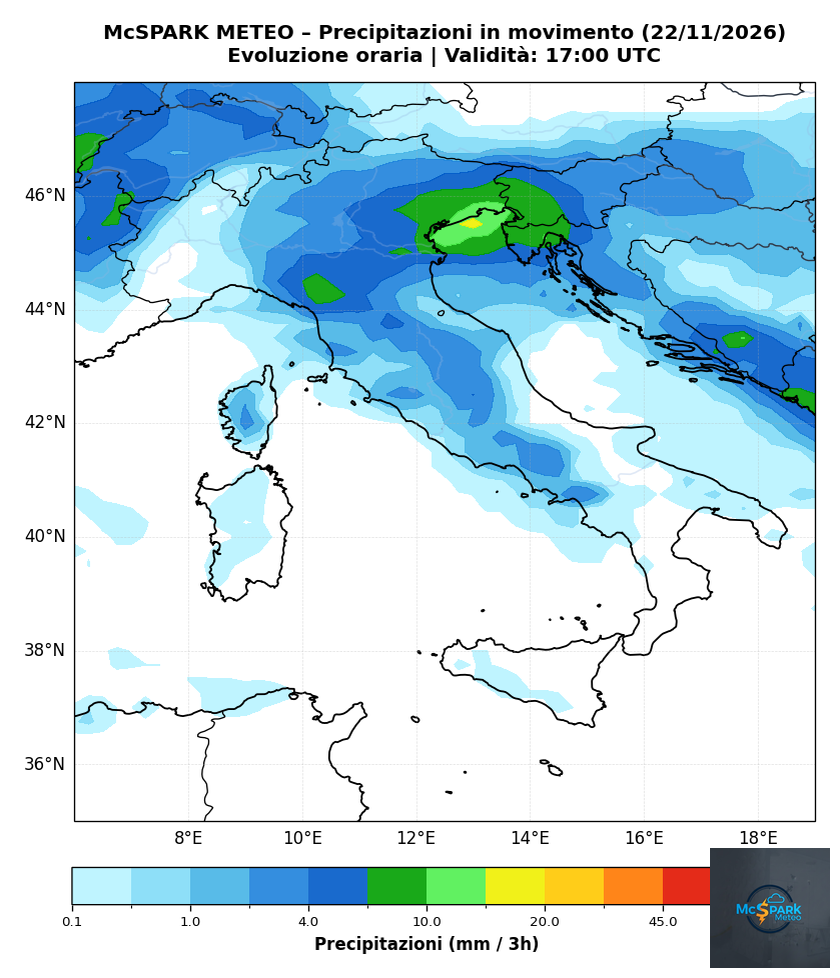 McSPARK METEO – Precipitazioni in movimento (22/11/2026)
Evoluzione oraria | Validità: 17:00 UTC
46°N
44°N
42°N
40°N
38°N
36°N
8°E 10°E 12°E 14°E 16°E 18°E
0.1 1.0 4.0 10.0 20.0 45.0
Precipitazioni (mm / 3h)
McSPARK
Meteo